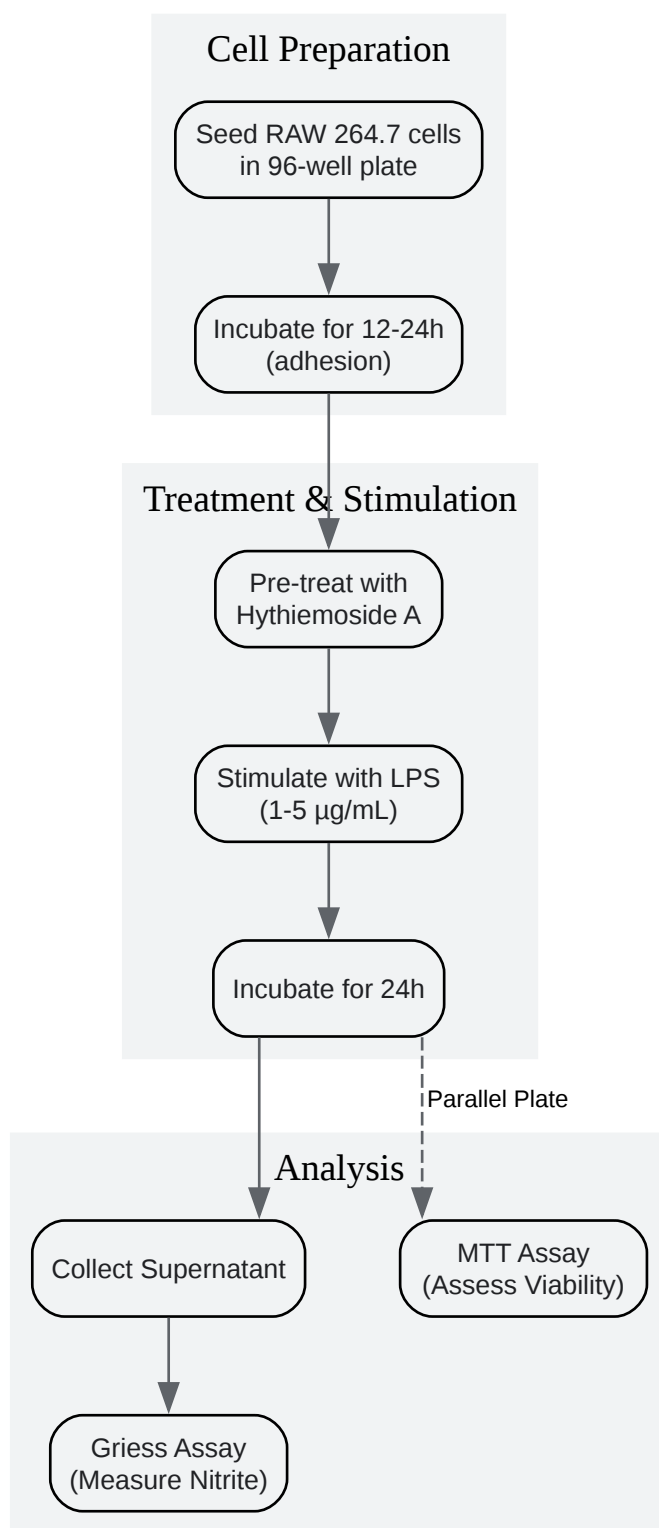 Cell Preparation
Seed RAW 264.7 cells
in 96-well plate
Incubate for 12-24h
(adhesion)
Treatment & Stimulation
Pre-treat with
Hythiemoside A
Stimulate with LPS
(1-5 µg/mL)
Incubate for 24h
Parallel Plate
Analysis
Collect Supernatant
MTT Assay
(Assess Viability)
Griess Assay
(Measure Nitrite)